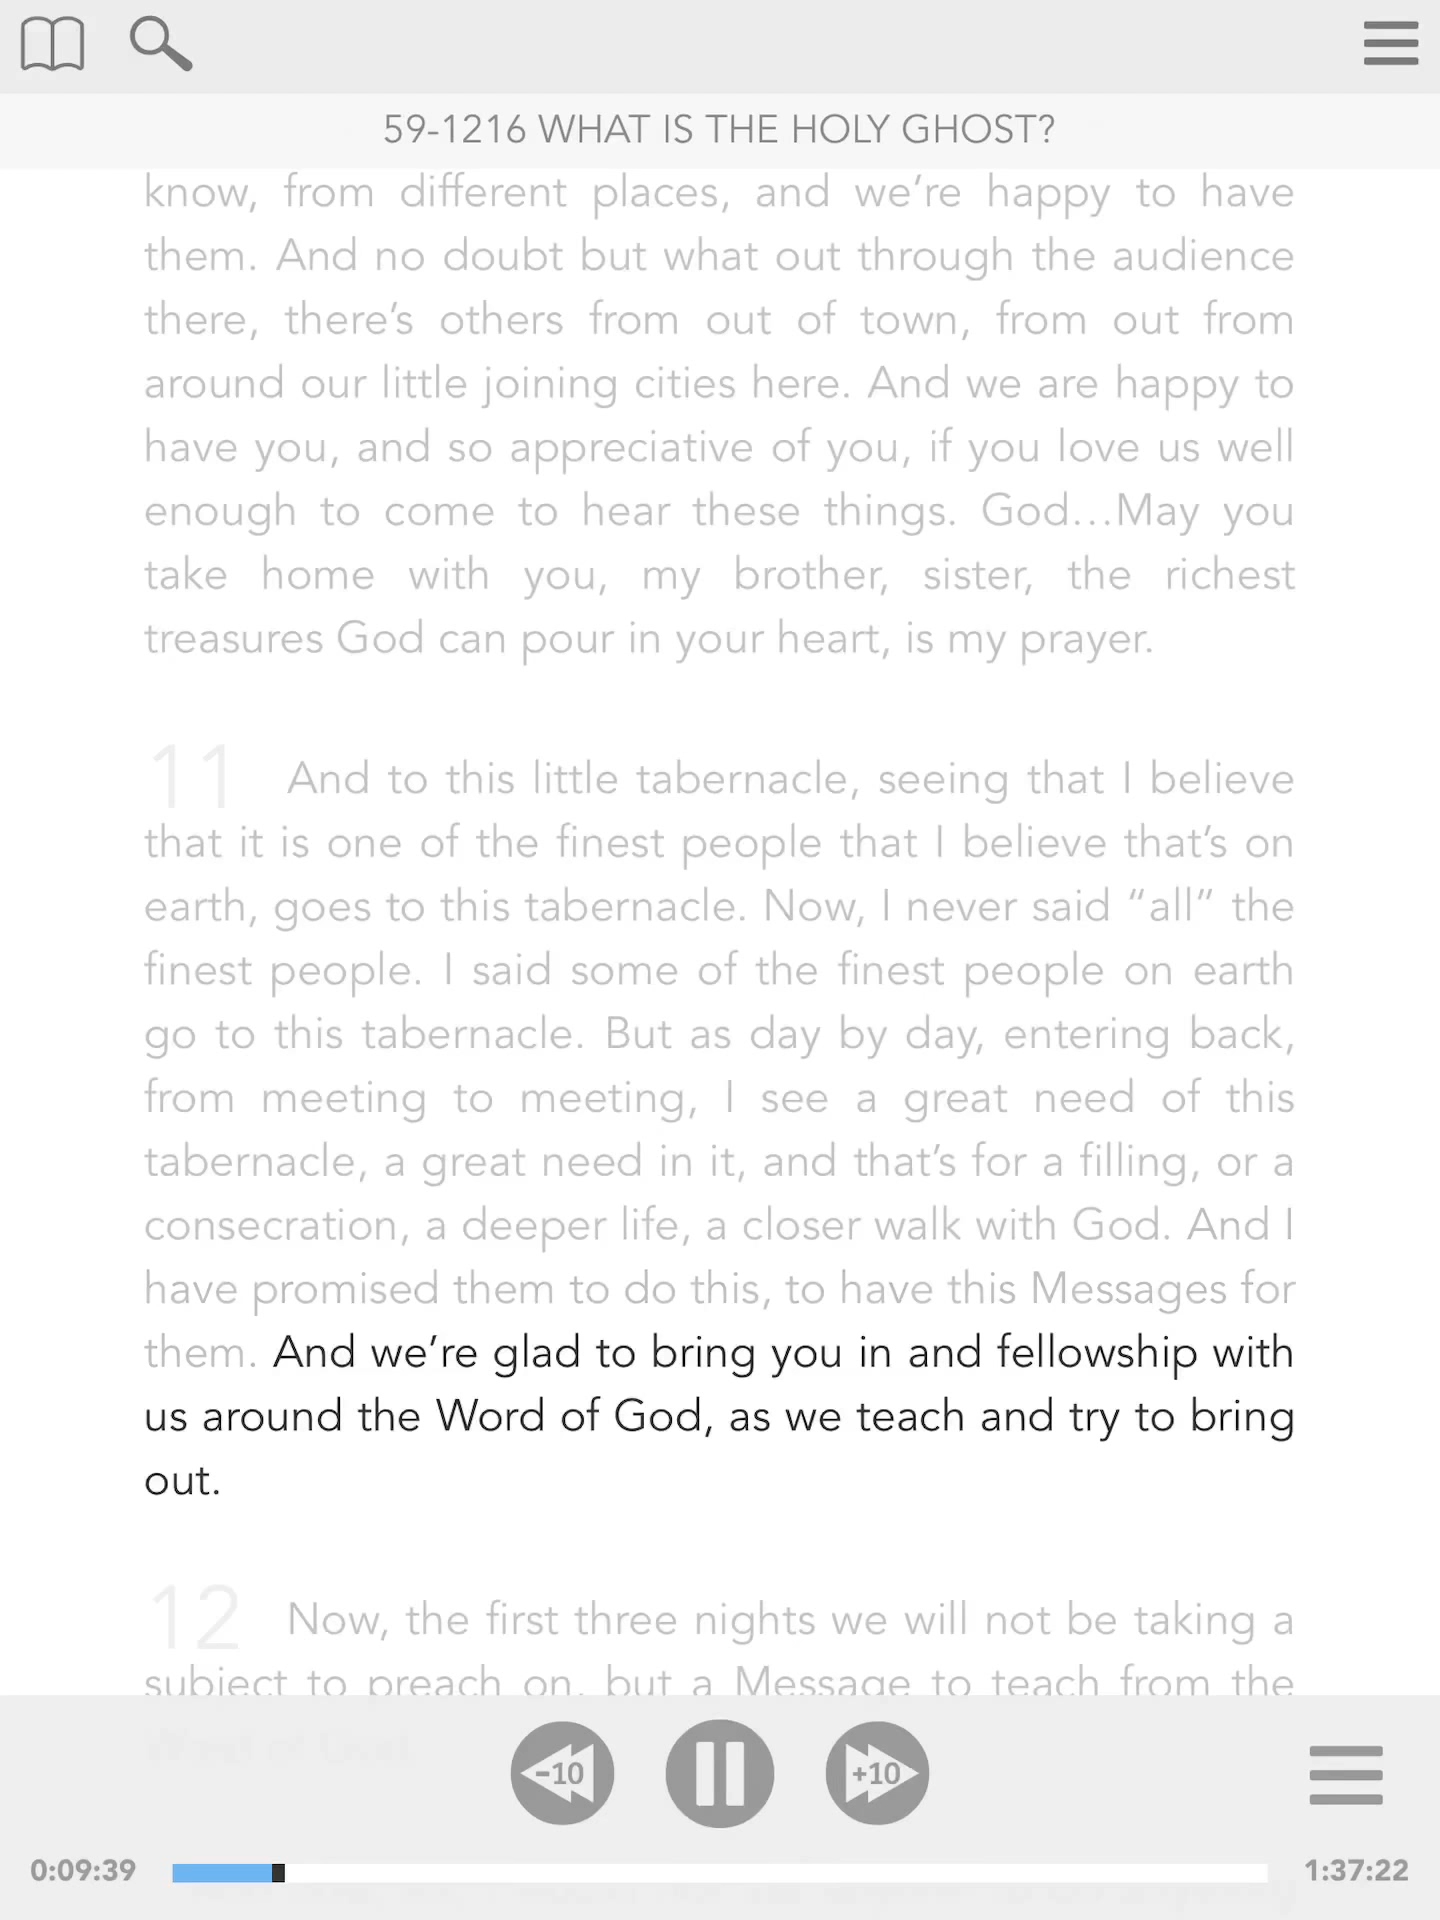 59-1216 WHAT IS THE HOLY GHOST?
know, from different places, and we’re happy to have
them. And no doubt but what out through the audience
there, there’s others from out of town, from out from
around our little joining cities here. And we are happy to
have you, and so appreciative of you, if you love us well
enough to come to hear these things. God…May you
take home with you, my brother, sister, the richest
treasures God can pour in your heart, is my prayer.
11 And to this little tabernacle, seeing that I believe
that it is one of the finest people that I believe that’s on
earth, goes to this tabernacle. Now, I never said “all” the
finest people. I said some of the finest people on earth
go to this tabernacle. But as day by day, entering back,
from meeting to meeting, I see a great need of this
tabernacle, a great need in it, and that’s for a filling, or a
consecration, a deeper life, a closer walk with God. And I
have promised them to do this, to have this Messages for
them. And we’re glad to bring you in and fellowship with
us around the Word of God, as we teach and try to bring
out.
12 Now, the first three nights we will not be taking a
subject to preach on, but a Message to teach from the
-10 +10
0:09:39 1:37:22